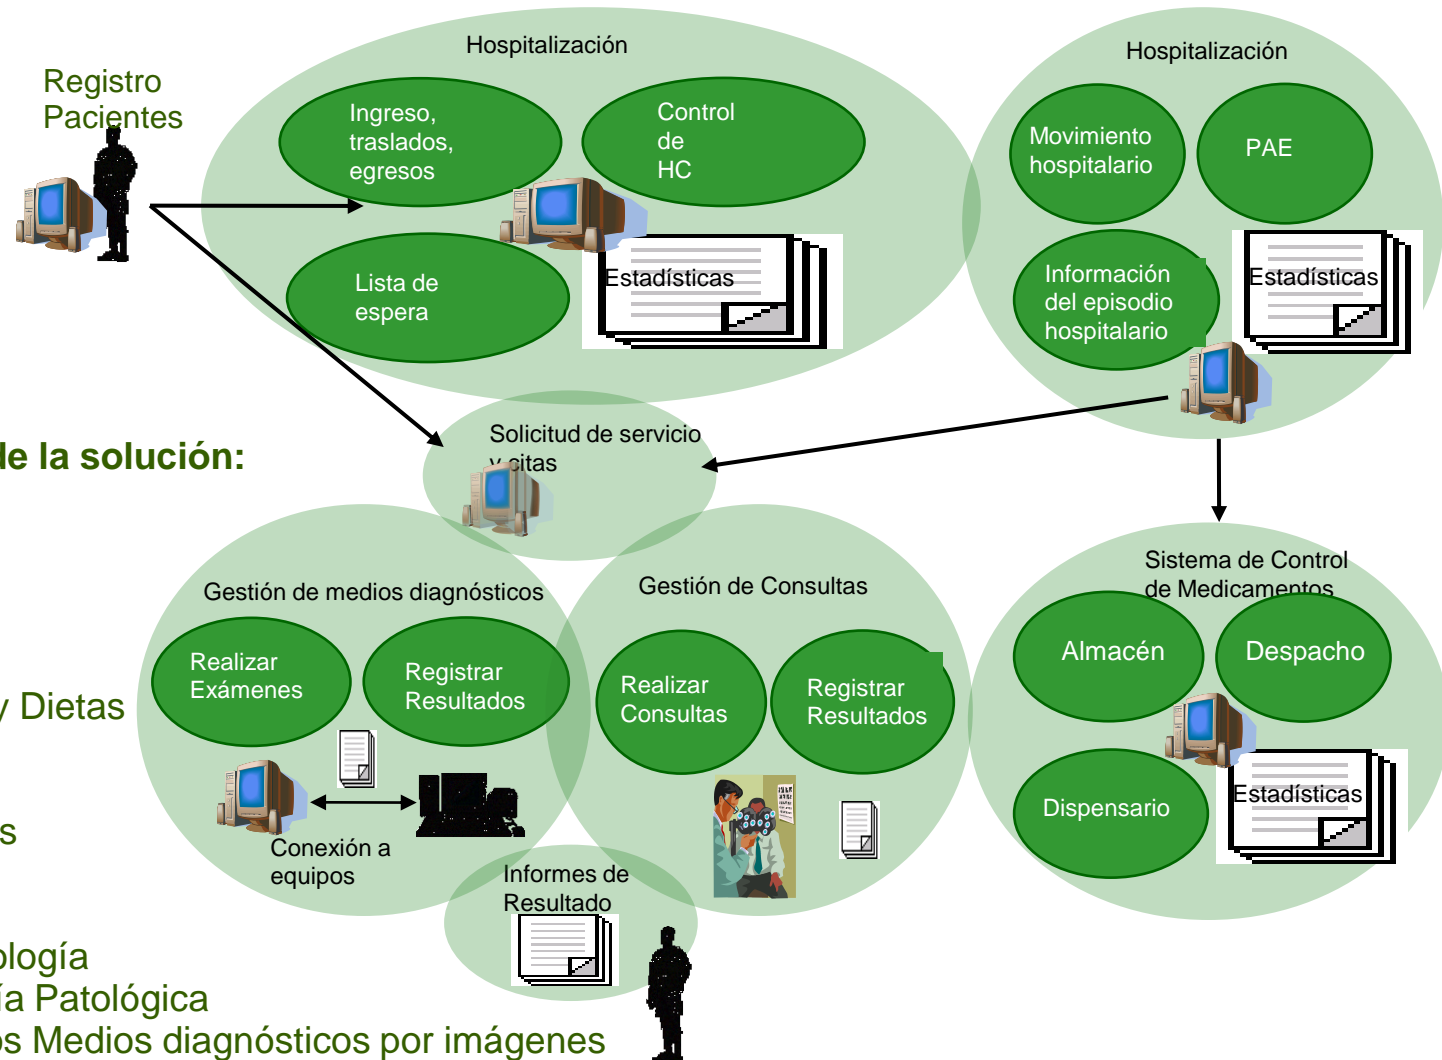 Hospitalización
Hospitalización
Registro
Pacientes
Ingreso,
traslados,
egresos
Control
de
HC
Movimiento
hospitalario
PAE
Lista de
espera
Estadísticas
Información
del episodio
hospitalario
Estadísticas
Solicitud de servicio
y citas
de la solución:
Gestión de medios diagnósticos
Gestión de Consultas
Sistema de Control
de Medicamentos
Realizar
Exámenes
Registrar
Resultados
Realizar
Consultas
Registrar
Resultados
Almacén
Despacho
y Dietas
Dispensario
Estadísticas
s
Conexión a
equipos
Informes de
Resultado
ología
ía Patológica
os Medios diagnósticos por imágenes